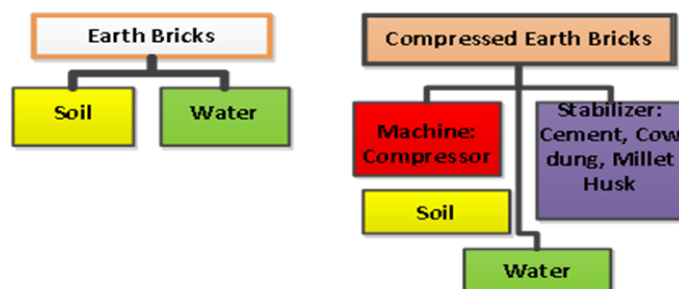 Earth Bricks
Soil
Water
Compressed Earth Bricks
Machine:
Compressor
Stabilizer:
Cement, Cow
dung, Millet
Husk
Soil
Water